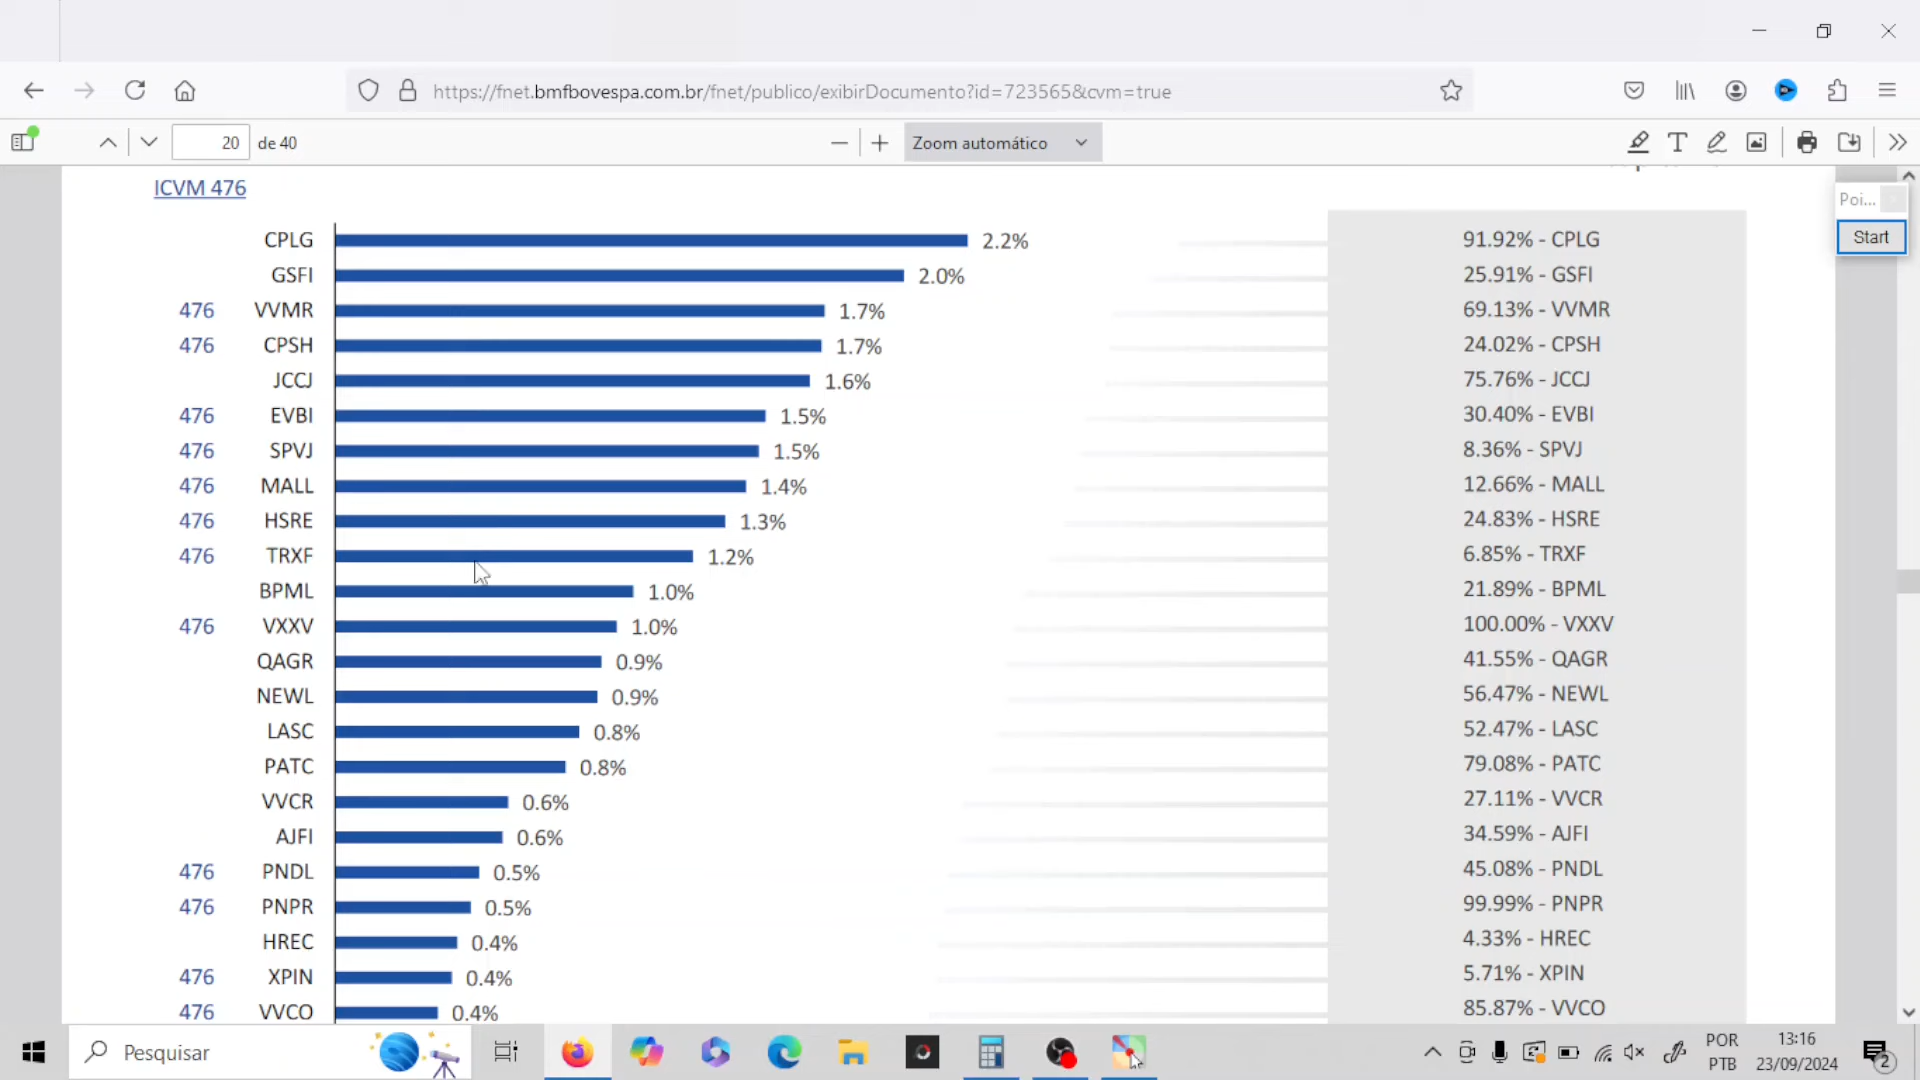 https://fnet.bmfbovespa.com.br/fnet/publico/exibirDocumento?id=723565&cvm=true
20 de 40
Zoom automático
Poi...
Start
ICVM 476
CPLG 2.2% 91.92% - CPLG
GSFI 2.0% 25.91% - GSFI
476 VVMR 1.7% 69.13% - VVMR
476 CPSH 1.7% 24.02% - CPSH
JCCJ 1.6% 75.76% - JCCJ
476 EVBI 1.5% 30.40% - EVBI
476 SPVJ 1.5% 8.36% - SPVJ
476 MALL 1.4% 12.66% - MALL
476 HSRE 1.3% 24.83% - HSRE
476 TRXF 1.2% 6.85% - TRXF
BPML 1.0% 21.89% - BPML
476 VXXV 1.0% 100.00% - VXXV
QAGR 0.9% 41.55% - QAGR
NEWL 0.9% 56.47% - NEWL
LASC 0.8% 52.47% - LASC
PATC 0.8% 79.08% - PATC
VVCR 0.6% 27.11% - VVCR
AJFI 0.6% 34.59% - AJFI
476 PNDL 0.5% 45.08% - PNDL
476 PNPR 0.5% 99.99% - PNPR
HREC 0.4% 4.33% - HREC
476 XPIN 0.4% 5.71% - XPIN
476 VVCO 0.4% 85.87% - VVCO
Pesquisar
POR
PTB
13:16
23/09/2024
2